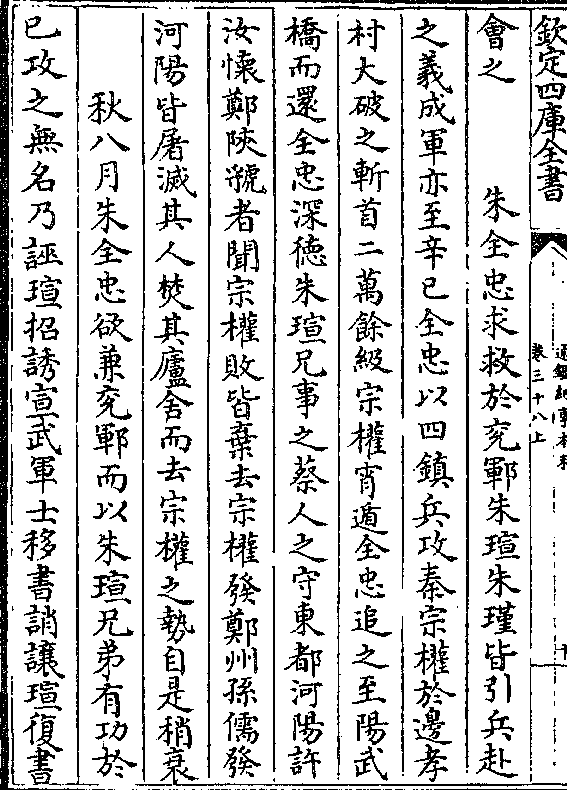 欽定四庫全書
通鑑紀事本末
卷三十八上
十
會之　　朱全忠求救於兗鄆朱瑄朱瑾皆引兵赴
之義成軍亦至辛巳全忠以四鎮兵攻秦宗權於邊孝
村大破之斬首二萬餘級宗權宵遁全忠追之至陽武
橋而還全忠深德朱瑄兄事之蔡人之守東都河陽許
汝懷鄭陝虢者聞宗權敗皆棄去宗權發鄭州孫儒發
河陽皆屠滅其人焚其廬舍而去宗權之勢自是稍衰
秋八月朱全忠欲兼兗鄆而以朱瑄兄弟有功於
已攻之無名乃誣瑄招誘宣武軍士移書誚讓瑄復書